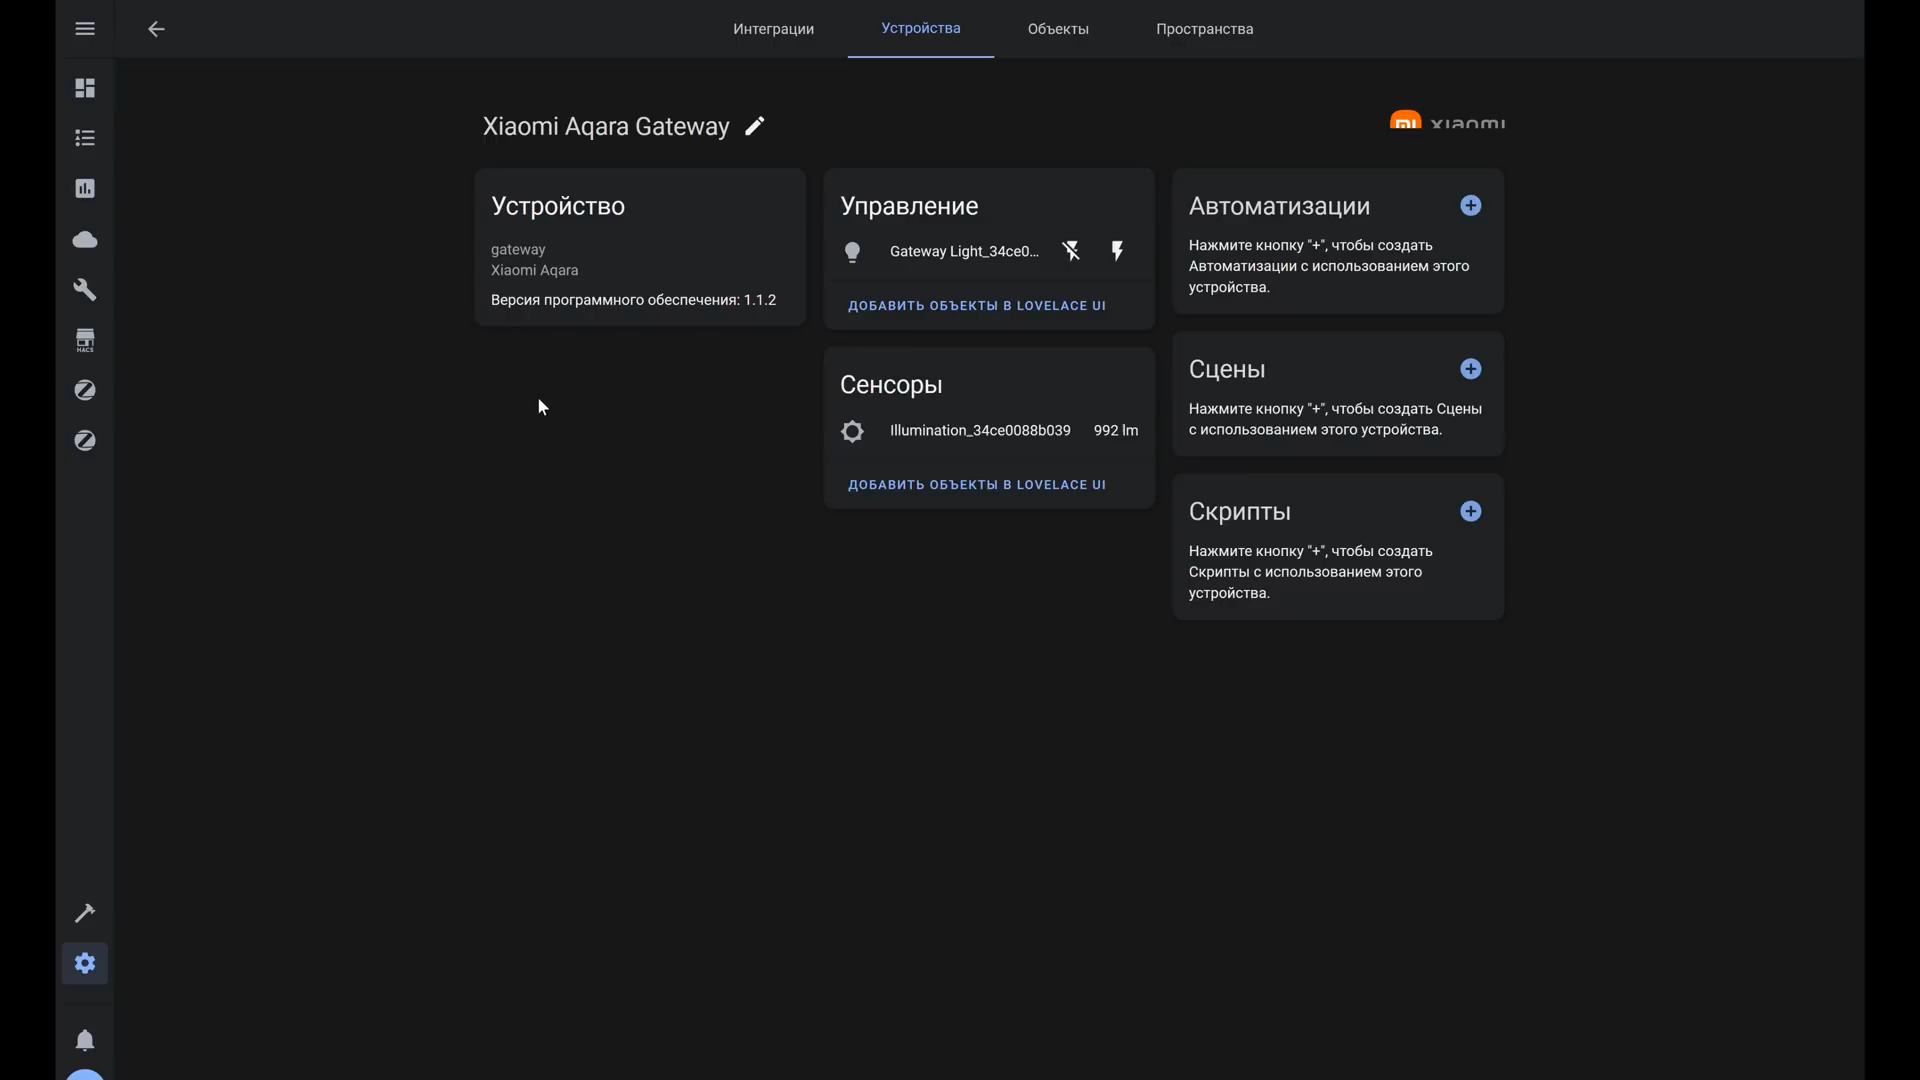 Интеграции
Устройства
Объекты
Пространства
Xiaomi Aqara Gateway
xiaomi
Устройство
gateway
Xiaomi Aqara
Версия программного обеспечения: 1.1.2
Управление
Gateway Light_34ce0...
ДОБАВИТЬ ОБЪЕКТЫ В LOVELACE UI
Сенсоры
Illumination_34ce0088b039 992 lm
ДОБАВИТЬ ОБЪЕКТЫ В LOVELACE UI
Автоматизации
Нажмите кнопку "+", чтобы создать
Автоматизации с использованием этого
устройства.
Сцены
Нажмите кнопку "+", чтобы создать Сцены
с использованием этого устройства.
Скрипты
Нажмите кнопку "+", чтобы создать
Скрипты с использованием этого
устройства.
HACS